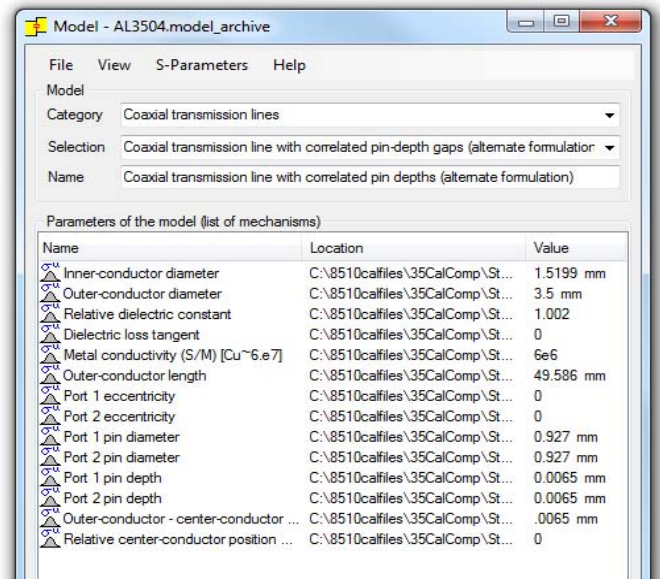 Model - AL3504.model_archive
File View S-Parameters Help
Model
Category Coaxial transmission lines
Selection Coaxial transmission line with correlated pin-depth gaps (alternate formulation
Name Coaxial transmission line with correlated pin depths (alternate formulation)
Parameters of the model (list of mechanisms)
Name Location Value
Inner-conductor diameter C:\8510calfiles\35CalComp\St... 1.5199 mm
Outer-conductor diameter C:\8510calfiles\35CalComp\St... 3.5 mm
Relative dielectric constant C:\8510calfiles\35CalComp\St... 1.002
Dielectric loss tangent C:\8510calfiles\35CalComp\St... 0
Metal conductivity (S/M) [Cu~6.e7] C:\8510calfiles\35CalComp\St... 6e6
Outer-conductor length C:\8510calfiles\35CalComp\St... 49.586 mm
Port 1 eccentricity C:\8510calfiles\35CalComp\St... 0
Port 2 eccentricity C:\8510calfiles\35CalComp\St... 0
Port 1 pin diameter C:\8510calfiles\35CalComp\St... 0.927 mm
Port 2 pin diameter C:\8510calfiles\35CalComp\St... 0.927 mm
Port 1 pin depth C:\8510calfiles\35CalComp\St... 0.0065 mm
Port 2 pin depth C:\8510calfiles\35CalComp\St... 0.0065 mm
Outer-conductor - center-conductor ... C:\8510calfiles\35CalComp\St... .0065 mm
Relative center-conductor position ... C:\8510calfiles\35CalComp\St... 0